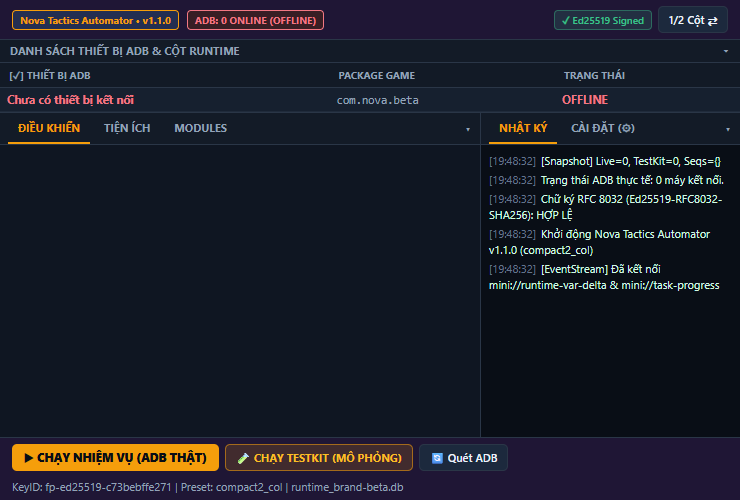 Nova Tactics Automator • v1.1.0 ADB: 0 ONLINE (OFFLINE) ✓ Ed25519 Signed 1/2 Cột ⇄
DANH SÁCH THIẾT BỊ ADB & CỘT RUNTIME
[✓] THIẾT BỊ ADB PACKAGE GAME TRẠNG THÁI
Chưa có thiết bị kết nối com.nova.beta OFFLINE
ĐIỀU KHIỂN TIỆN ÍCH MODULES
NHẬT KÝ CÀI ĐẶT (⚙)
[19:48:32] [Snapshot] Live=0, TestKit=0, Seqs={}
[19:48:32] Trạng thái ADB thực tế: 0 máy kết nối.
[19:48:32] Chữ ký RFC 8032 (Ed25519-RFC8032-
SHA256): HỢP LỆ
[19:48:32] Khởi động Nova Tactics Automator
v1.1.0 (compact2_col)
[19:48:32] [EventStream] Đã kết nối
mini://runtime-var-delta & mini://task-progress
▶ CHẠY NHIỆM VỤ (ADB THẬT) 🧪 CHẠY TESTKIT (MÔ PHỎNG) 🔄 Quét ADB
KeyID: fp-ed25519-c73bebffe271 | Preset: compact2_col | runtime_brand-beta.db